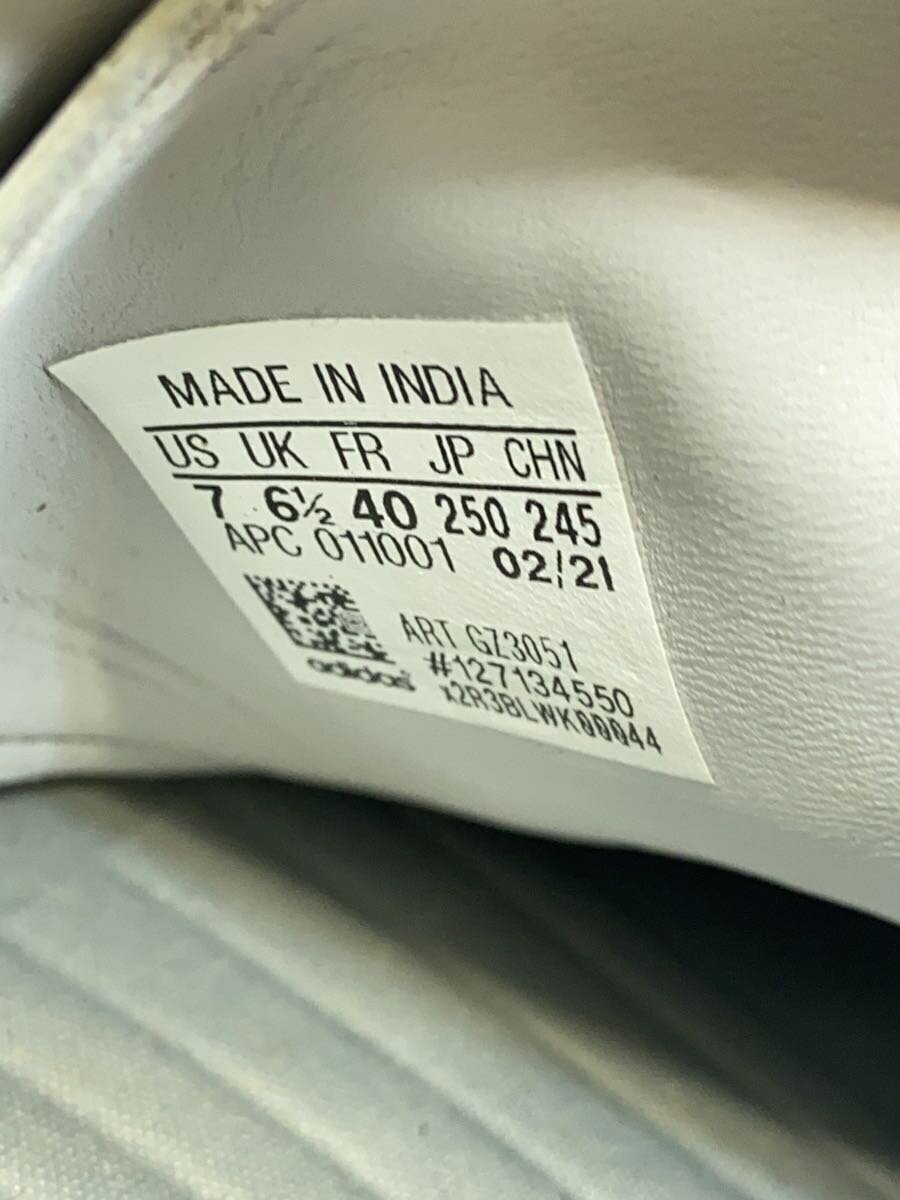 MADE IN INDIA
US UK FR JP CHN
7 6½ 40 250 245
APC 011001 02/21
ART GZ3051
#127134550
adidas
x2R3BLWK00044